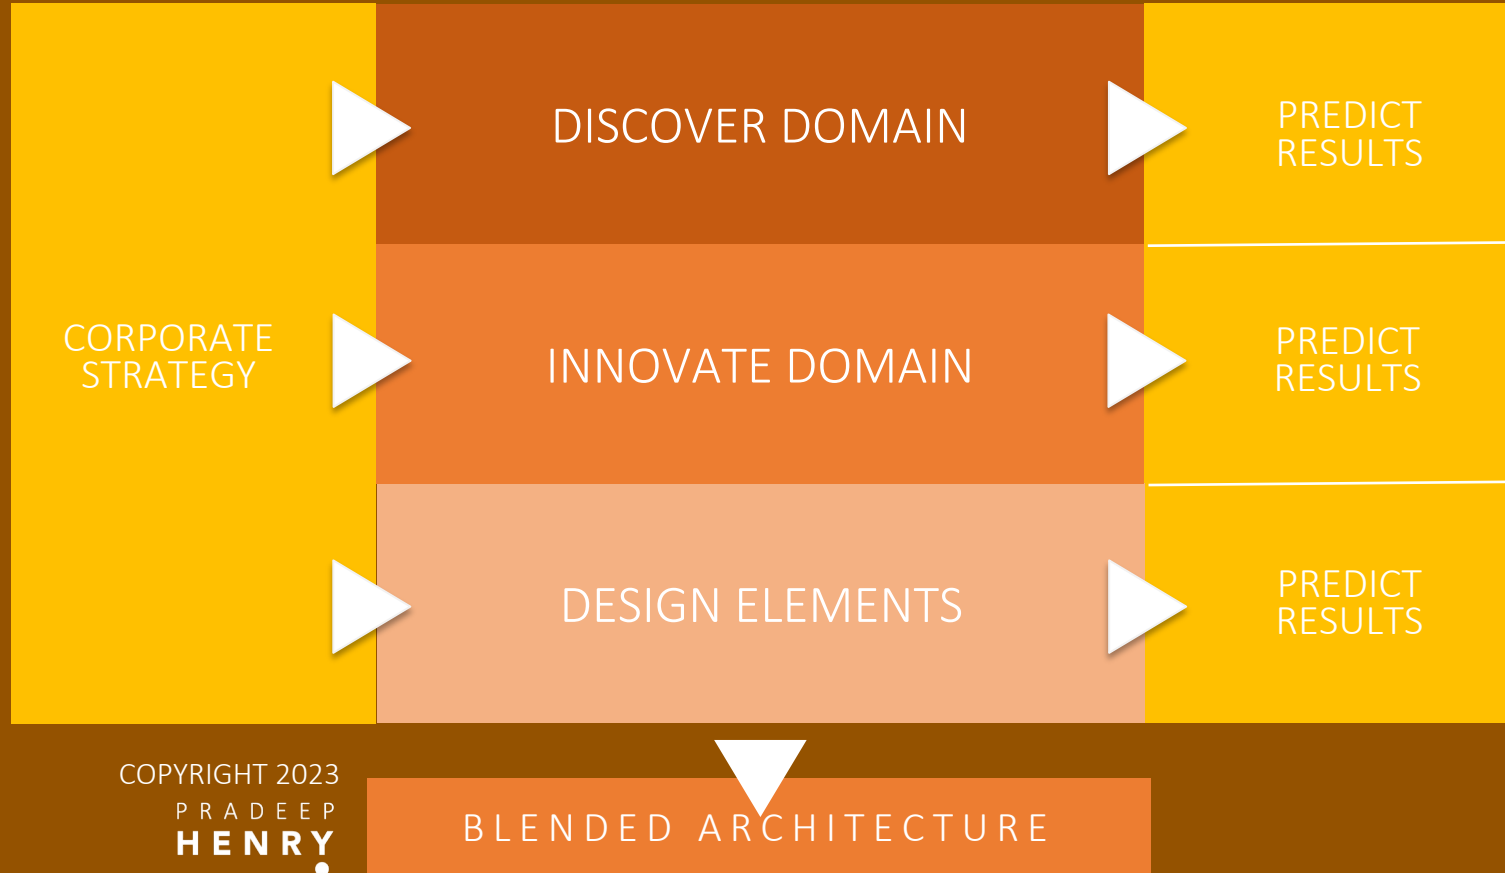 DISCOVER DOMAIN
PREDICT
RESULTS
CORPORATE
STRATEGY
INNOVATE DOMAIN
PREDICT
RESULTS
DESIGN ELEMENTS
PREDICT
RESULTS
COPYRIGHT 2023
PRADEEP
HENRY
BLENDED ARCHITECTURE